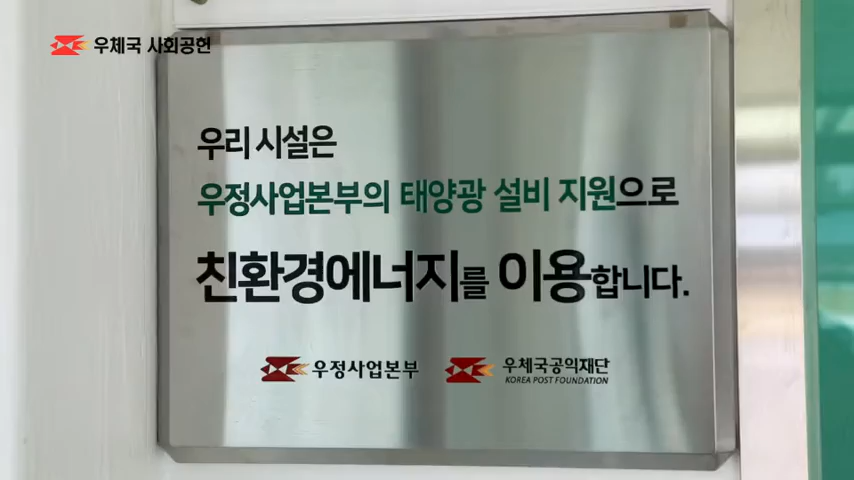 우체국 사회공헌
우리 시설은
우정사업본부의 태양광 설비 지원으로
친환경에너지를 이용합니다.
우정사업본부 우체국공익재단
KOREA POST FOUNDATION